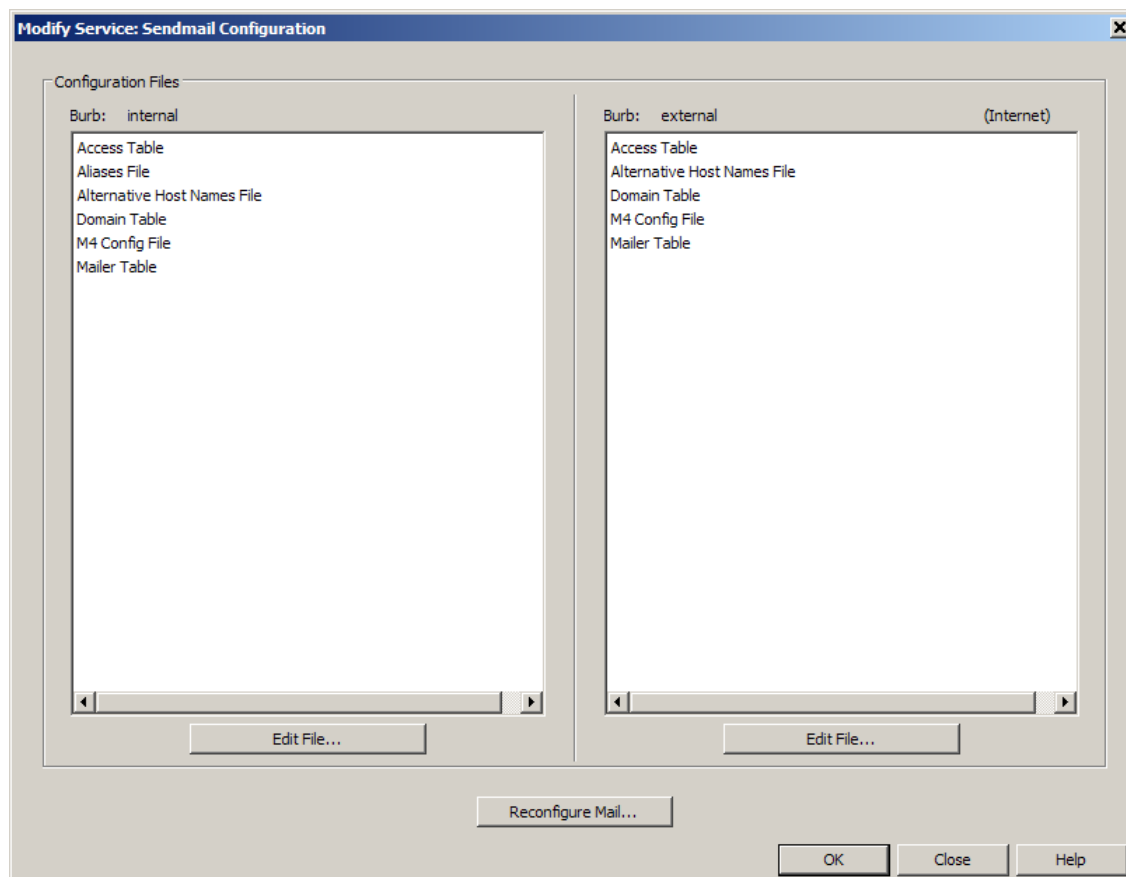 Modify Service: Sendmail Configuration
Configuration Files
Burb: internal
Access Table
Aliases File
Alternative Host Names File
Domain Table
M4 Config File
Mailer Table
Edit File...
Burb: external (Internet)
Access Table
Alternative Host Names File
Domain Table
M4 Config File
Mailer Table
Edit File...
Reconfigure Mail...
OK Close Help